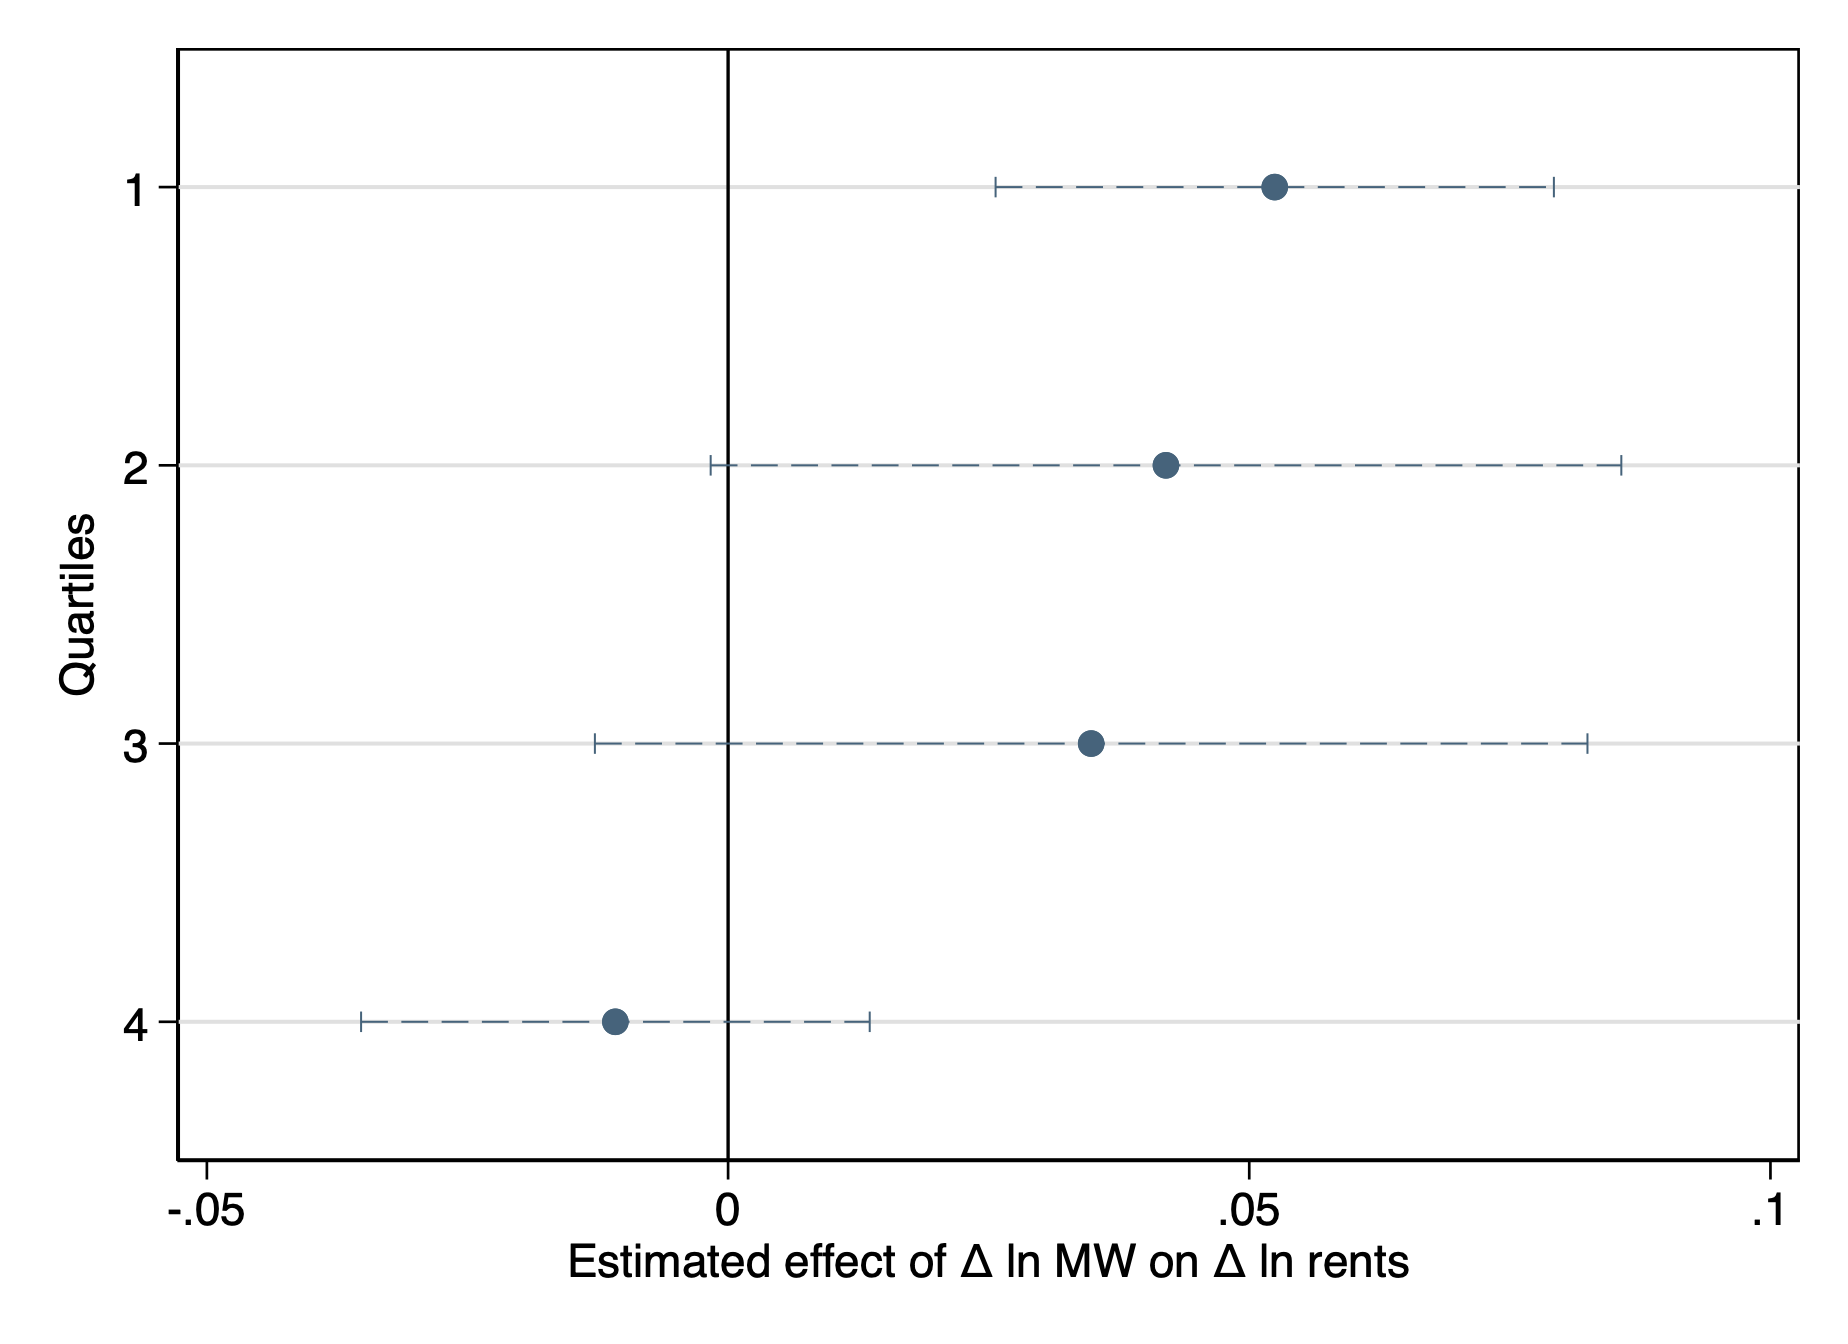 Quartiles
1
2
3
4
-.05 0 .05 .1
Estimated effect of Δ ln MW on Δ ln rents